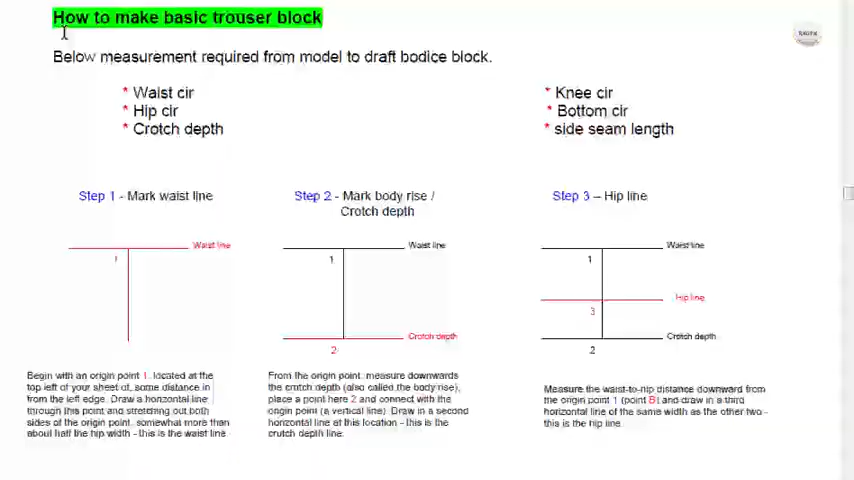 How to make basic trouser block
Below measurement required from model to draft bodice block.
* Waist cir
* Hip cir
* Crotch depth
* Knee cir
* Bottom cir
* side seam length
Step 1 - Mark waist line
Waist line
1
Begin with an origin point 1. located at the
top left of your sheet of, some distance in
from the left edge. Draw a horizontal line
through this point and stretching out both
sides of the origin point, somewhat more than
about half the hip width - this is the waist line
Step 2 - Mark body rise /
Crotch depth
Waist line
1
Crotch depth
2
From the origin point, measure downwards
the crotch depth (also called the body rise),
place a point here 2 and connect with the
origin point (a vertical line). Draw in a second
horizontal line at this location - this is the
crutch depth line.
Step 3 – Hip line
Waist line
1
Hip line
3
Crotch depth
2
Measure the waist-to-hip distance downward from
the origin point 1 (point B) and draw in a third
horizontal line of the same width as the other two -
this is the hip line.